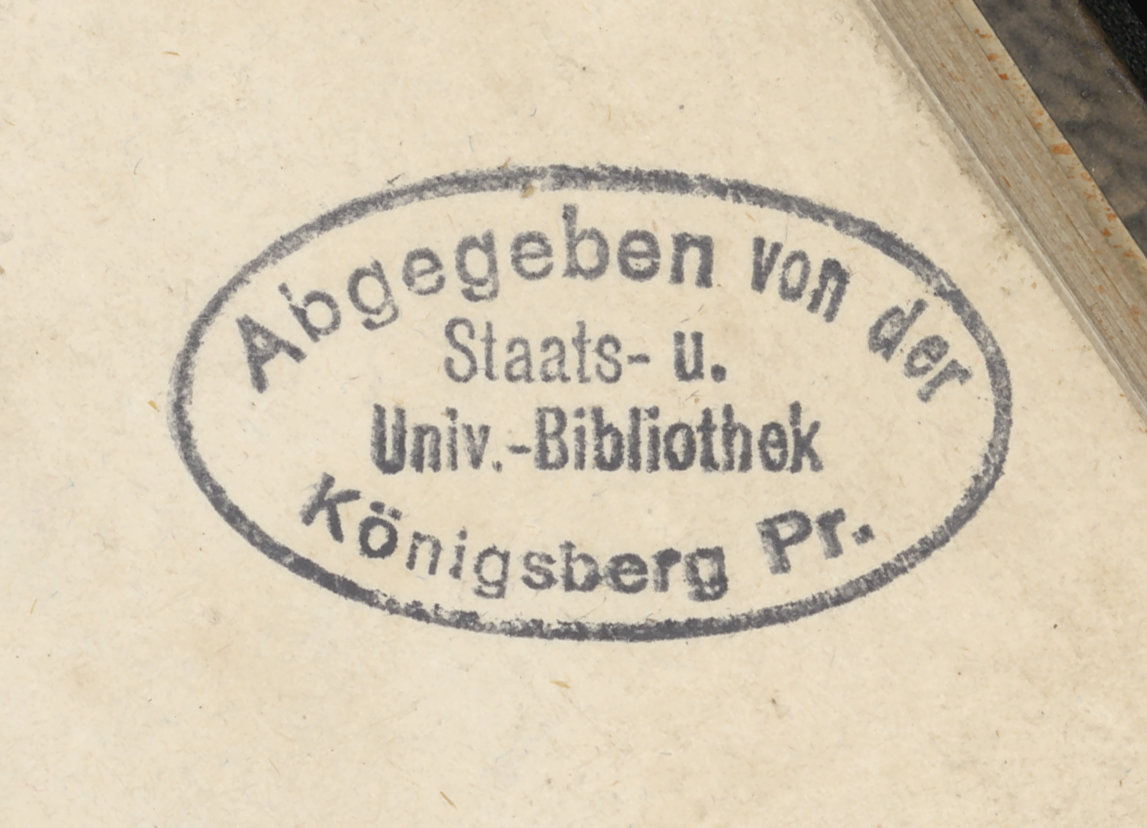 Abgegeben von der
Staats- u.
Univ.-Bibliothek
Königsberg Pr.